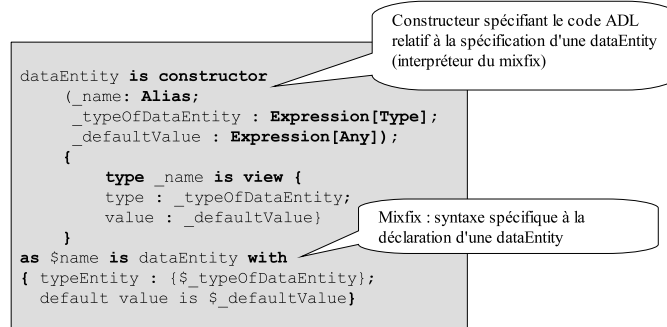 Constructeur spécifiant le code ADL
relatif à la spécification d'une dataEntity
(interpréteur du mixfix)
dataEntity is constructor
(_name: Alias;
_typeOfDataEntity : Expression[Type];
_defaultValue : Expression[Any]);
{
type _name is view {
type : _typeOfDataEntity;
value : _defaultValue}
}
Mixfix : syntaxe spécifique à la
déclaration d'une dataEntity
as $name is dataEntity with
{ typeEntity : {$_typeOfDataEntity};
default value is $_defaultValue}